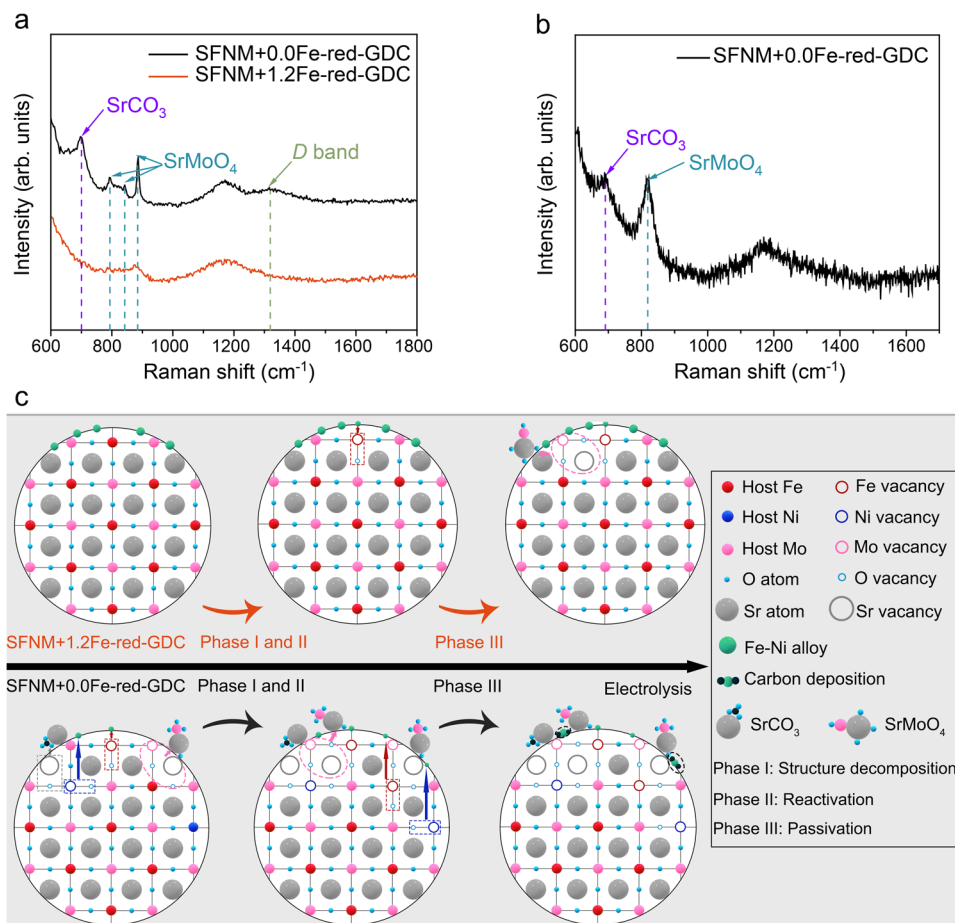 a
SFNM+0.0Fe-red-GDC
SFNM+1.2Fe-red-GDC
SrCO₃
SrMoO₄
D band
Intensity (arb. units)
600 800 1000 1200 1400 1600 1800
Raman shift (cm⁻¹)
b
SFNM+0.0Fe-red-GDC
SrCO₃
SrMoO₄
Intensity (arb. units)
600 800 1000 1200 1400 1600
Raman shift (cm⁻¹)
c
SFNM+1.2Fe-red-GDC
Phase I and II
Phase III
SFNM+0.0Fe-red-GDC
Phase I and II
Phase III
Electrolysis
Host Fe
Fe vacancy
Host Ni
Ni vacancy
Host Mo
Mo vacancy
O atom
O vacancy
Sr atom
Sr vacancy
Fe-Ni alloy
Carbon deposition
SrCO₃
SrMoO₄
Phase I: Structure decomposition
Phase II: Reactivation
Phase III: Passivation